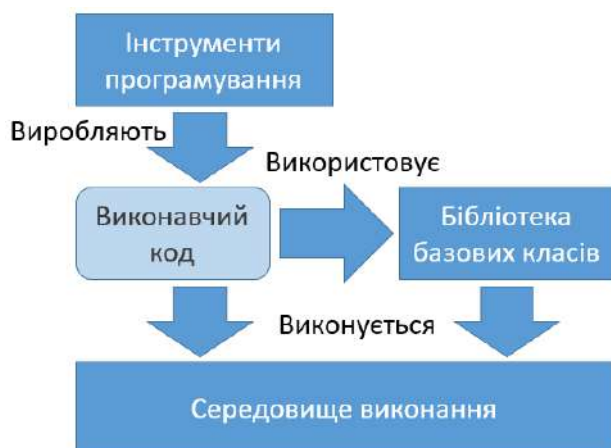 Інструменти
програмування
Виробляють
Використовує
Виконавчий
код
Бібліотека
базових класів
Виконується
Середовище виконання